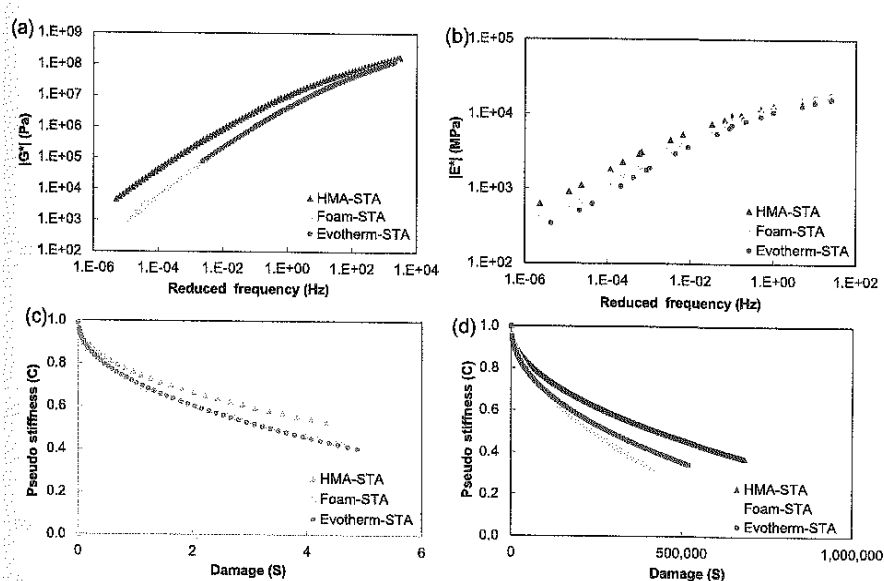 (a)
1.E+09
1.E+08
1.E+07
1.E+06
1.E+05
1.E+04
1.E+03
1.E+02
|G*| (Pa)
HMA-STA
Foam-STA
Evotherm-STA
1.E-06 1.E-04 1.E-02 1.E+00 1.E+02 1.E+04
Reduced frequency (Hz)
(b)
1.E+05
1.E+04
1.E+03
1.E+02
|E*| (MPa)
HMA-STA
Foam-STA
Evotherm-STA
1.E-06 1.E-04 1.E-02 1.E+00 1.E+02
Reduced frequency (Hz)
(c)
1.0
0.8
0.6
0.4
0.2
0.0
Pseudo stiffness (C)
HMA-STA
Foam-STA
Evotherm-STA
0 2 4 6
Damage (S)
(d)
1.0
0.8
0.6
0.4
0.2
0.0
Pseudo stiffness (C)
HMA-STA
Foam-STA
Evotherm-STA
0 500,000 1,000,000
Damage (S)